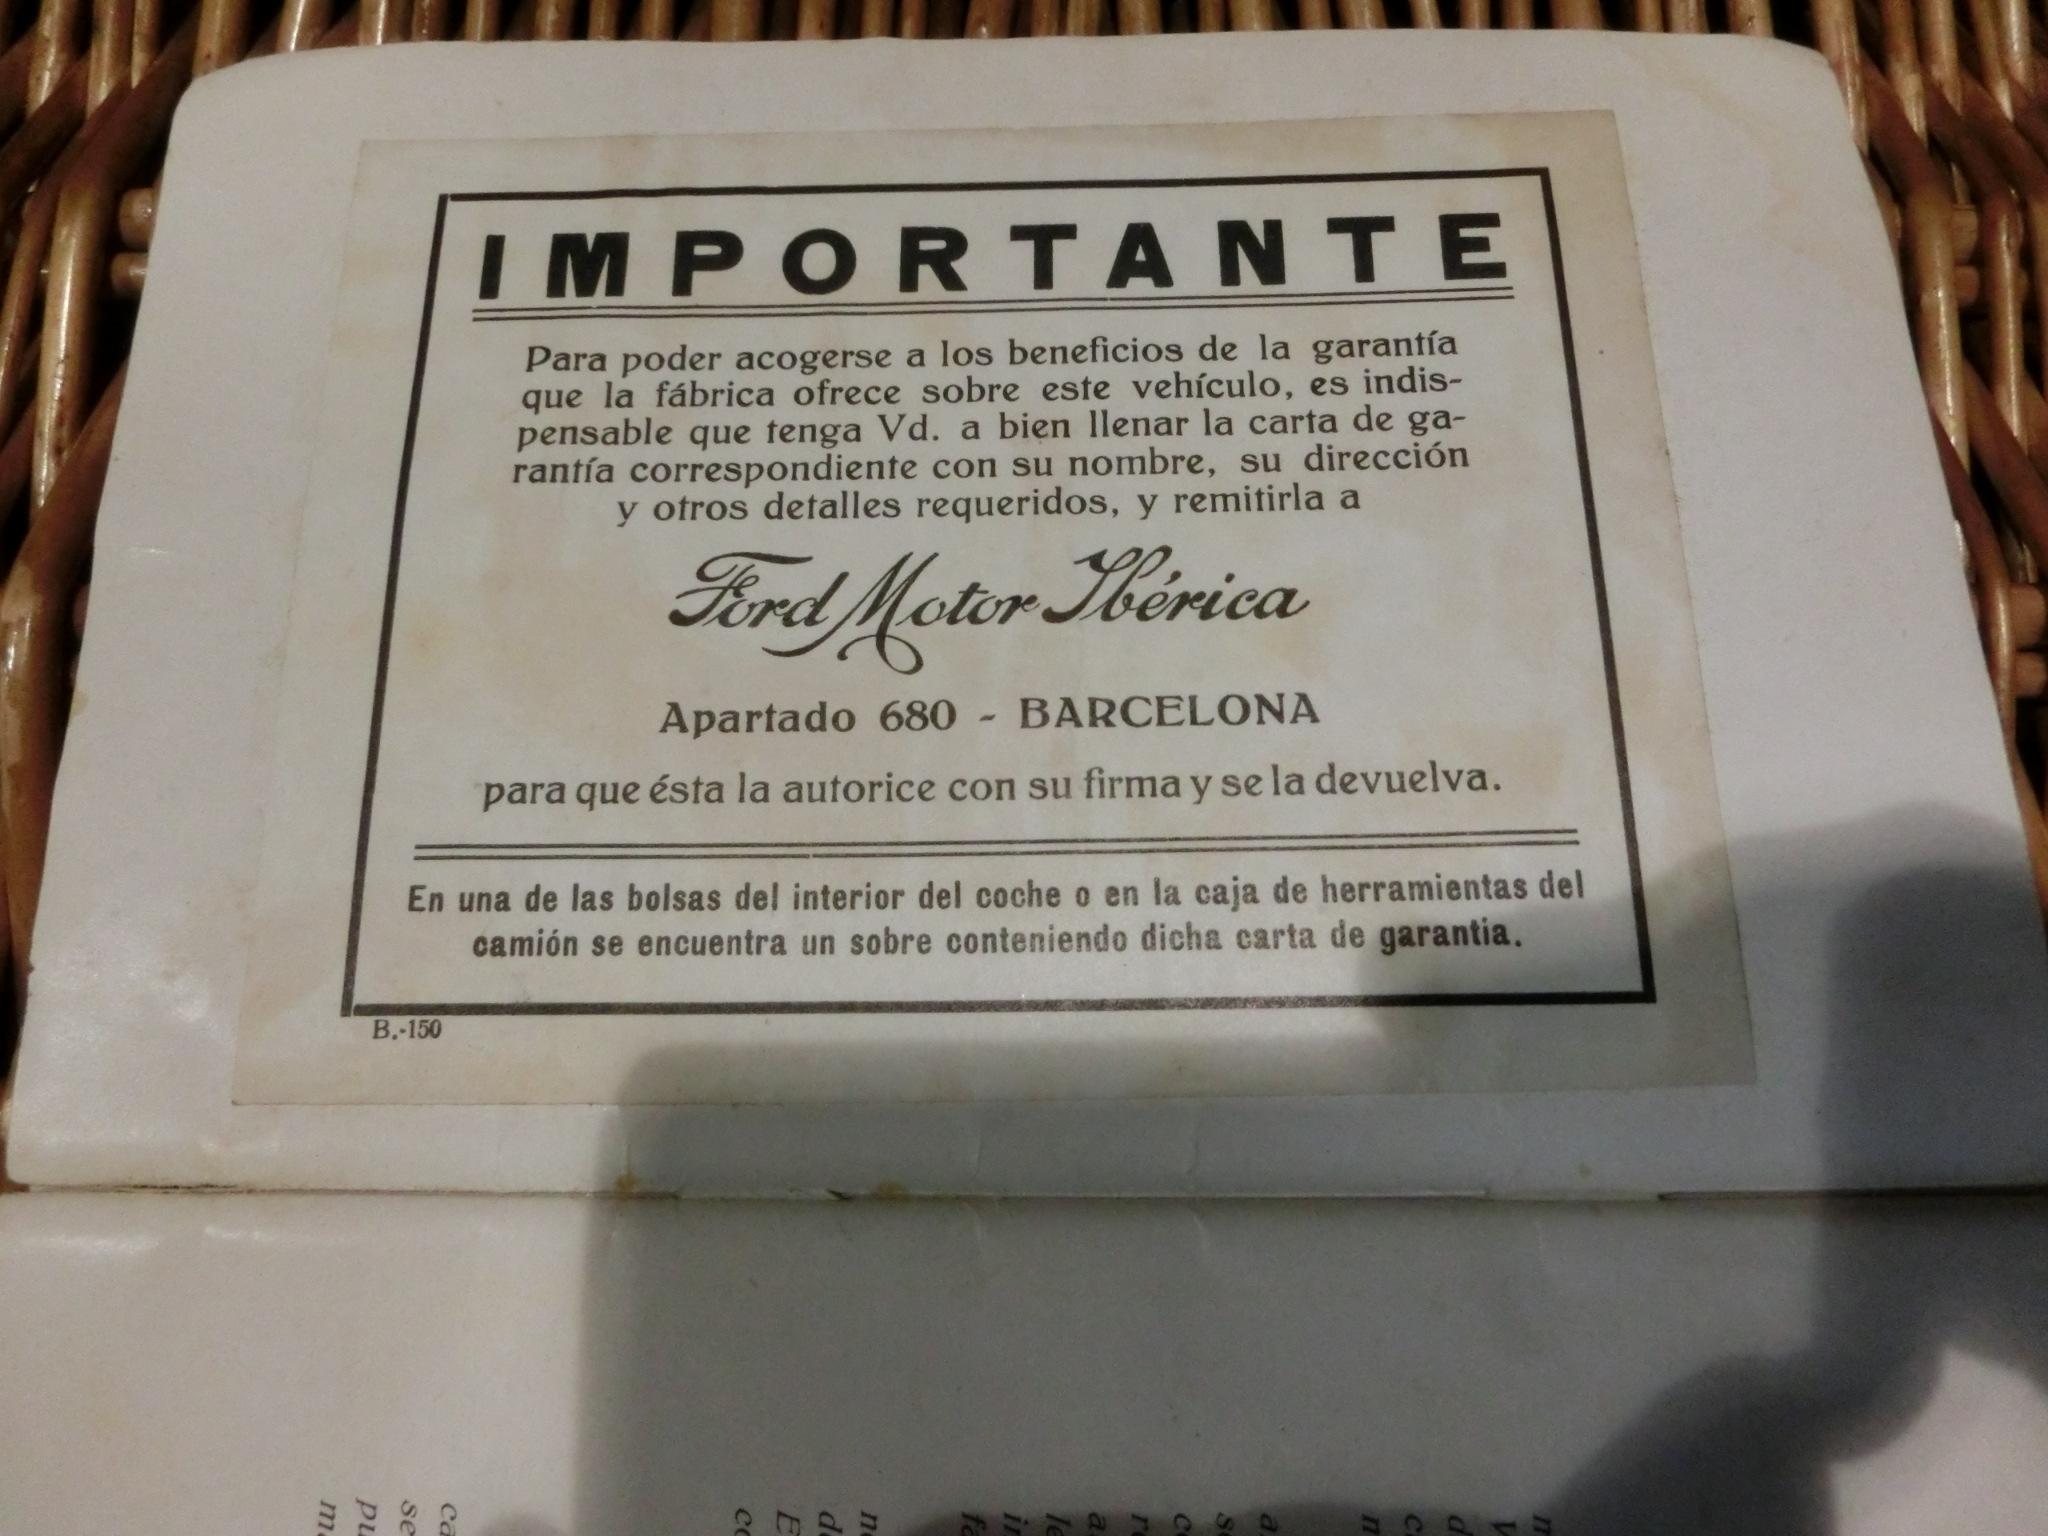 IMPORTANTE
Para poder acogerse a los beneficios de la garantía
que la fábrica ofrece sobre este vehículo, es indis-
pensable que tenga Vd. a bien llenar la carta de ga-
rantía correspondiente con su nombre, su dirección
y otros detalles requeridos, y remitirla a
Ford Motor Ibérica
Apartado 680 - BARCELONA
para que ésta la autorice con su firma y se la devuelva.
En una de las bolsas del interior del coche o en la caja de herramientas del
camión se encuentra un sobre conteniendo dicha carta de garantia.
B.-150